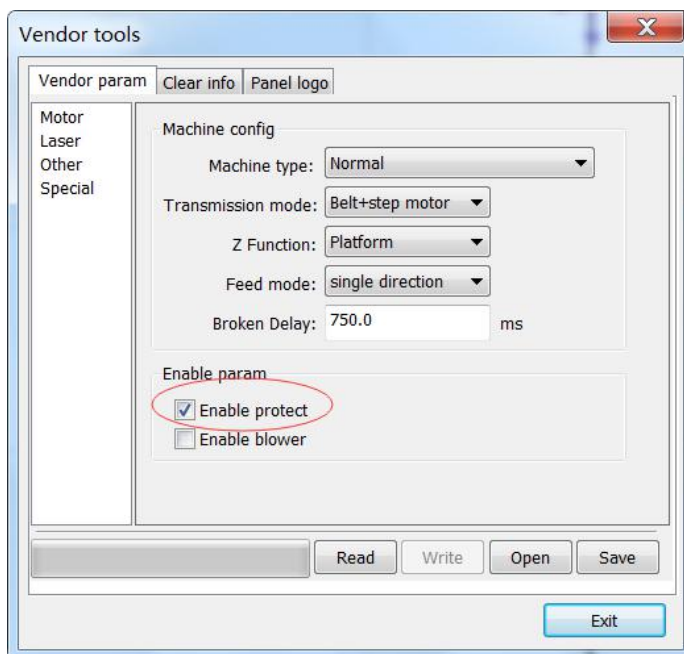 Vendor tools
Vendor param Clear info Panel logo
Motor
Laser
Other
Special
Machine config
Machine type: Normal
Transmission mode: Belt+step motor
Z Function: Platform
Feed mode: single direction
Broken Delay: 750.0 ms
Enable param
Enable protect
Enable blower
Read Write Open Save
Exit